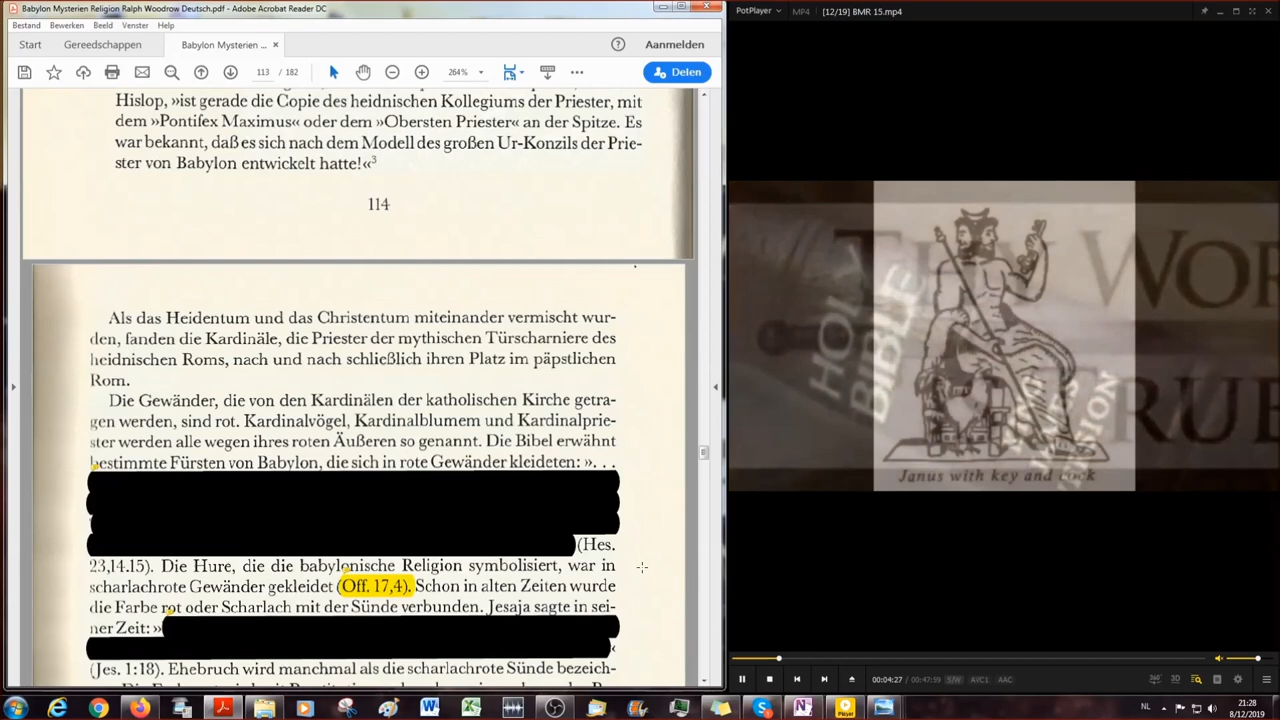 Babylon Mysterien Religion Ralph Woodrow Deutsch.pdf - Adobe Acrobat Reader DC
Bestand Bewerken Beeld Venster Help
Start Gereedschappen Babylon Mysterien ... × Aanmelden
113 / 182 264% Delen
Hislop, »ist gerade die Copie des heidnischen Kollegiums der Priester, mit
dem »Pontifex Maximus« oder dem »Obersten Priester« an der Spitze. Es
war bekannt, daß es sich nach dem Modell des großen Ur-Konzils der Prie-
ster von Babylon entwickelt hatte!«3
114
Als das Heidentum und das Christentum miteinander vermischt wur-
den, fanden die Kardinäle, die Priester der mythischen Türscharniere des
heidnischen Roms, nach und nach schließlich ihren Platz im päpstlichen
Rom.
Die Gewänder, die von den Kardinälen der katholischen Kirche getra-
gen werden, sind rot. Kardinalvögel, Kardinalblumem und Kardinalprie-
ster werden alle wegen ihres roten Äußeren so genannt. Die Bibel erwähnt
bestimmte Fürsten von Babylon, die sich in rote Gewänder kleideten: ». . .
(Hes.
23,14.15). Die Hure, die die babylonische Religion symbolisiert, war in
scharlachrote Gewänder gekleidet (Off. 17,4). Schon in alten Zeiten wurde
die Farbe rot oder Scharlach mit der Sünde verbunden. Jesaja sagte in sei-
ner Zeit: »
«
(Jes. 1:18). Ehebruch wird manchmal als die scharlachrote Sünde bezeich-
PotPlayer MP4 [12/19] BMR 15.mp4
HOLY
BIBLE
Janus with key and cock
00:04:27 / 00:47:59 S/W AVC1 AAC
360° 3D
NL 21:28
8/12/2019